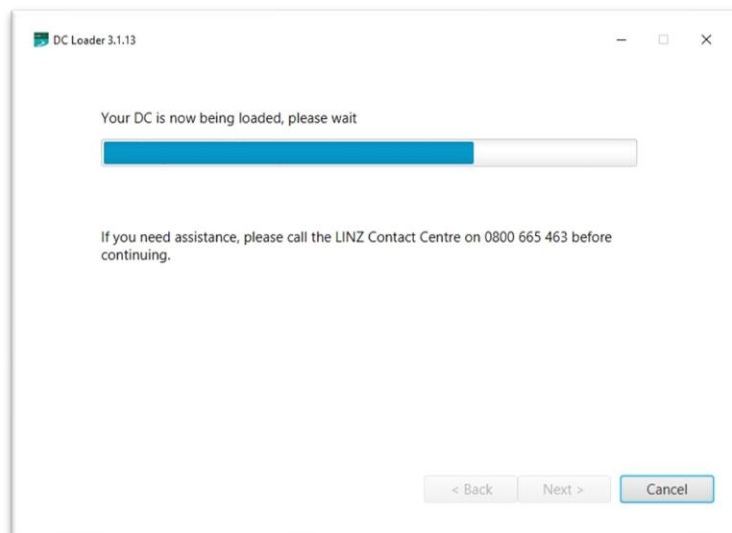 DC Loader 3.1.13
Your DC is now being loaded, please wait
If you need assistance, please call the LINZ Contact Centre on 0800 665 463 before
continuing.
< Back Next > Cancel